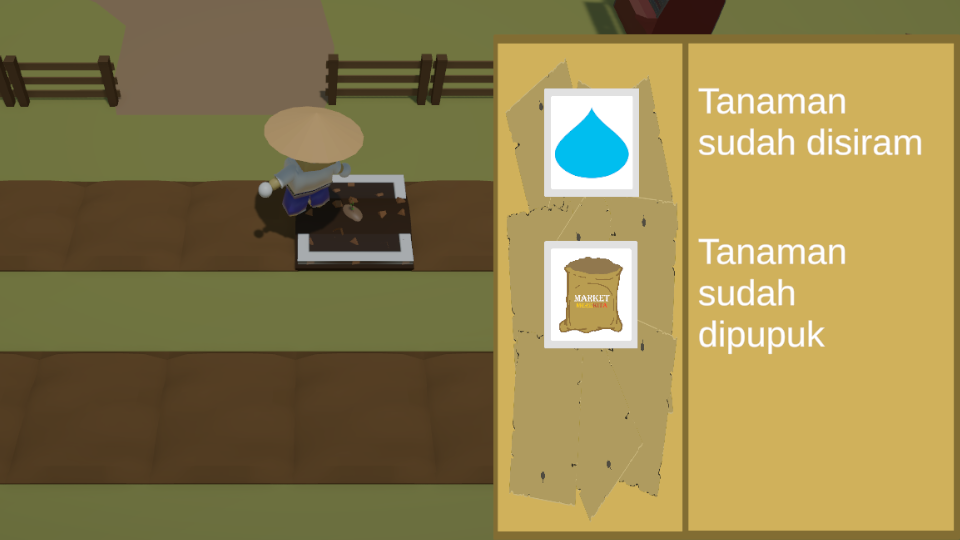 Tanaman
sudah disiram
MARKET
Tanaman
sudah
dipupuk